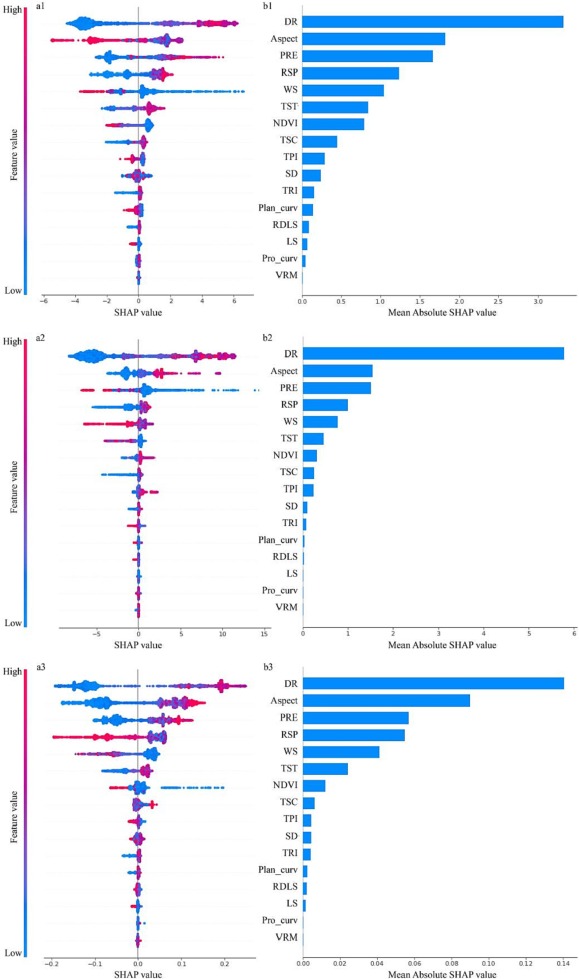 High
a1
b1
DR
Aspect
PRE
RSP
WS
TST
NDVI
TSC
TPI
SD
TRI
Plan_curv
RDLS
LS
Pro_curv
VRM
Feature value
Low
−6 −4 −2 0 2 4 6
0.0 0.5 1.0 1.5 2.0 2.5 3.0
SHAP value
Mean Absolute SHAP value
High
a2
b2
DR
Aspect
PRE
RSP
WS
TST
NDVI
TSC
TPI
SD
TRI
Plan_curv
RDLS
LS
Pro_curv
VRM
Feature value
Low
−5 0 5 10 15
0 1 2 3 4 5 6
SHAP value
Mean Absolute SHAP value
High
a3
b3
DR
Aspect
PRE
RSP
WS
TST
NDVI
TSC
TPI
SD
TRI
Plan_curv
RDLS
LS
Pro_curv
VRM
Feature value
Low
−0.2 −0.1 0.0 0.1 0.2
0.00 0.02 0.04 0.06 0.08 0.10 0.12 0.14
SHAP value
Mean Absolute SHAP value